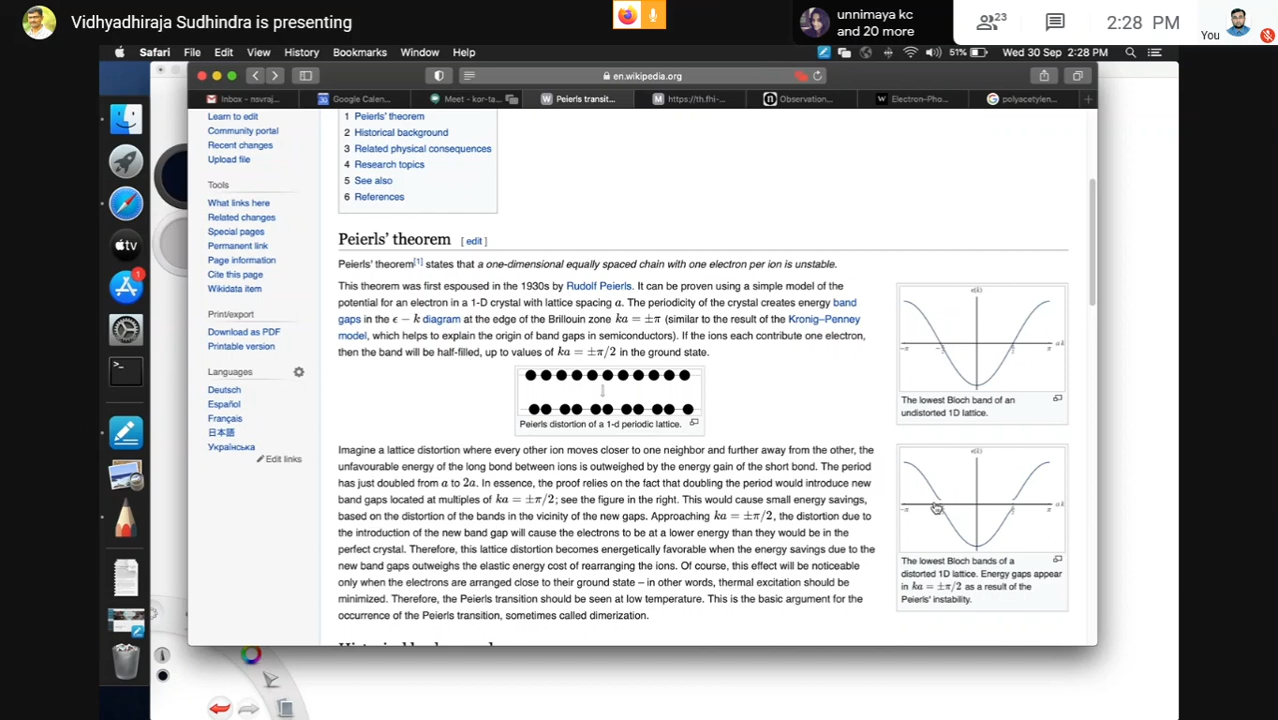 Vidhyadhiraja Sudhindra is presenting
unnimaya kc
and 20 more
23
2:28 PM
You
Safari File Edit View History Bookmarks Window Help
51% Wed 30 Sep 2:28 PM
en.wikipedia.org
Inbox - nsvraj...
Google Calen...
Meet - kor-ta...
Peierls transit...
https://th.fhi-...
Observation...
Electron–Pho...
polyacetylen...
Learn to edit
Community portal
Recent changes
Upload file
Tools
What links here
Related changes
Special pages
Permanent link
Page information
Cite this page
Wikidata item
Print/export
Download as PDF
Printable version
Languages
Deutsch
Español
Français
日本語
Українська
Edit links
tv
1
1 Peierls' theorem
2 Historical background
3 Related physical consequences
4 Research topics
5 See also
6 References
Peierls' theorem [ edit ]
Peierls' theorem[1] states that a one-dimensional equally spaced chain with one electron per ion is unstable.
This theorem was first espoused in the 1930s by Rudolf Peierls. It can be proven using a simple model of the
potential for an electron in a 1-D crystal with lattice spacing a. The periodicity of the crystal creates energy band
gaps in the ϵ − k diagram at the edge of the Brillouin zone ka = ±π (similar to the result of the Kronig–Penney
model, which helps to explain the origin of band gaps in semiconductors). If the ions each contribute one electron,
then the band will be half-filled, up to values of ka = ±π/2 in the ground state.
Peierls distortion of a 1-d periodic lattice.
Imagine a lattice distortion where every other ion moves closer to one neighbor and further away from the other, the
unfavourable energy of the long bond between ions is outweighed by the energy gain of the short bond. The period
has just doubled from a to 2a. In essence, the proof relies on the fact that doubling the period would introduce new
band gaps located at multiples of ka = ±π/2; see the figure in the right. This would cause small energy savings,
based on the distortion of the bands in the vicinity of the new gaps. Approaching ka = ±π/2, the distortion due to
the introduction of the new band gap will cause the electrons to be at a lower energy than they would be in the
perfect crystal. Therefore, this lattice distortion becomes energetically favorable when the energy savings due to the
new band gaps outweighs the elastic energy cost of rearranging the ions. Of course, this effect will be noticeable
only when the electrons are arranged close to their ground state – in other words, thermal excitation should be
minimized. Therefore, the Peierls transition should be seen at low temperature. This is the basic argument for the
occurrence of the Peierls transition, sometimes called dimerization.
The lowest Bloch band of an
undistorted 1D lattice.
The lowest Bloch bands of a
distorted 1D lattice. Energy gaps appear
in ka = ±π/2 as a result of the
Peierls' instability.